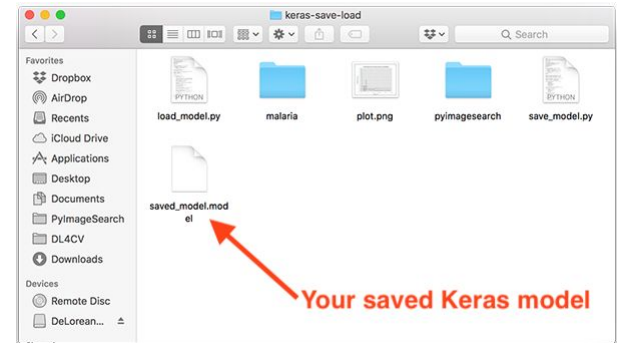 keras-save-load
Search
Favorites
Dropbox
AirDrop
Recents
iCloud Drive
Applications
Desktop
Documents
PyImageSearch
DL4CV
Downloads
Devices
Remote Disc
DeLorean...
PYTHON
load_model.py
malaria
plot.png
pyimagesearch
PYTHON
save_model.py
saved_model.mod
el
Your saved Keras model